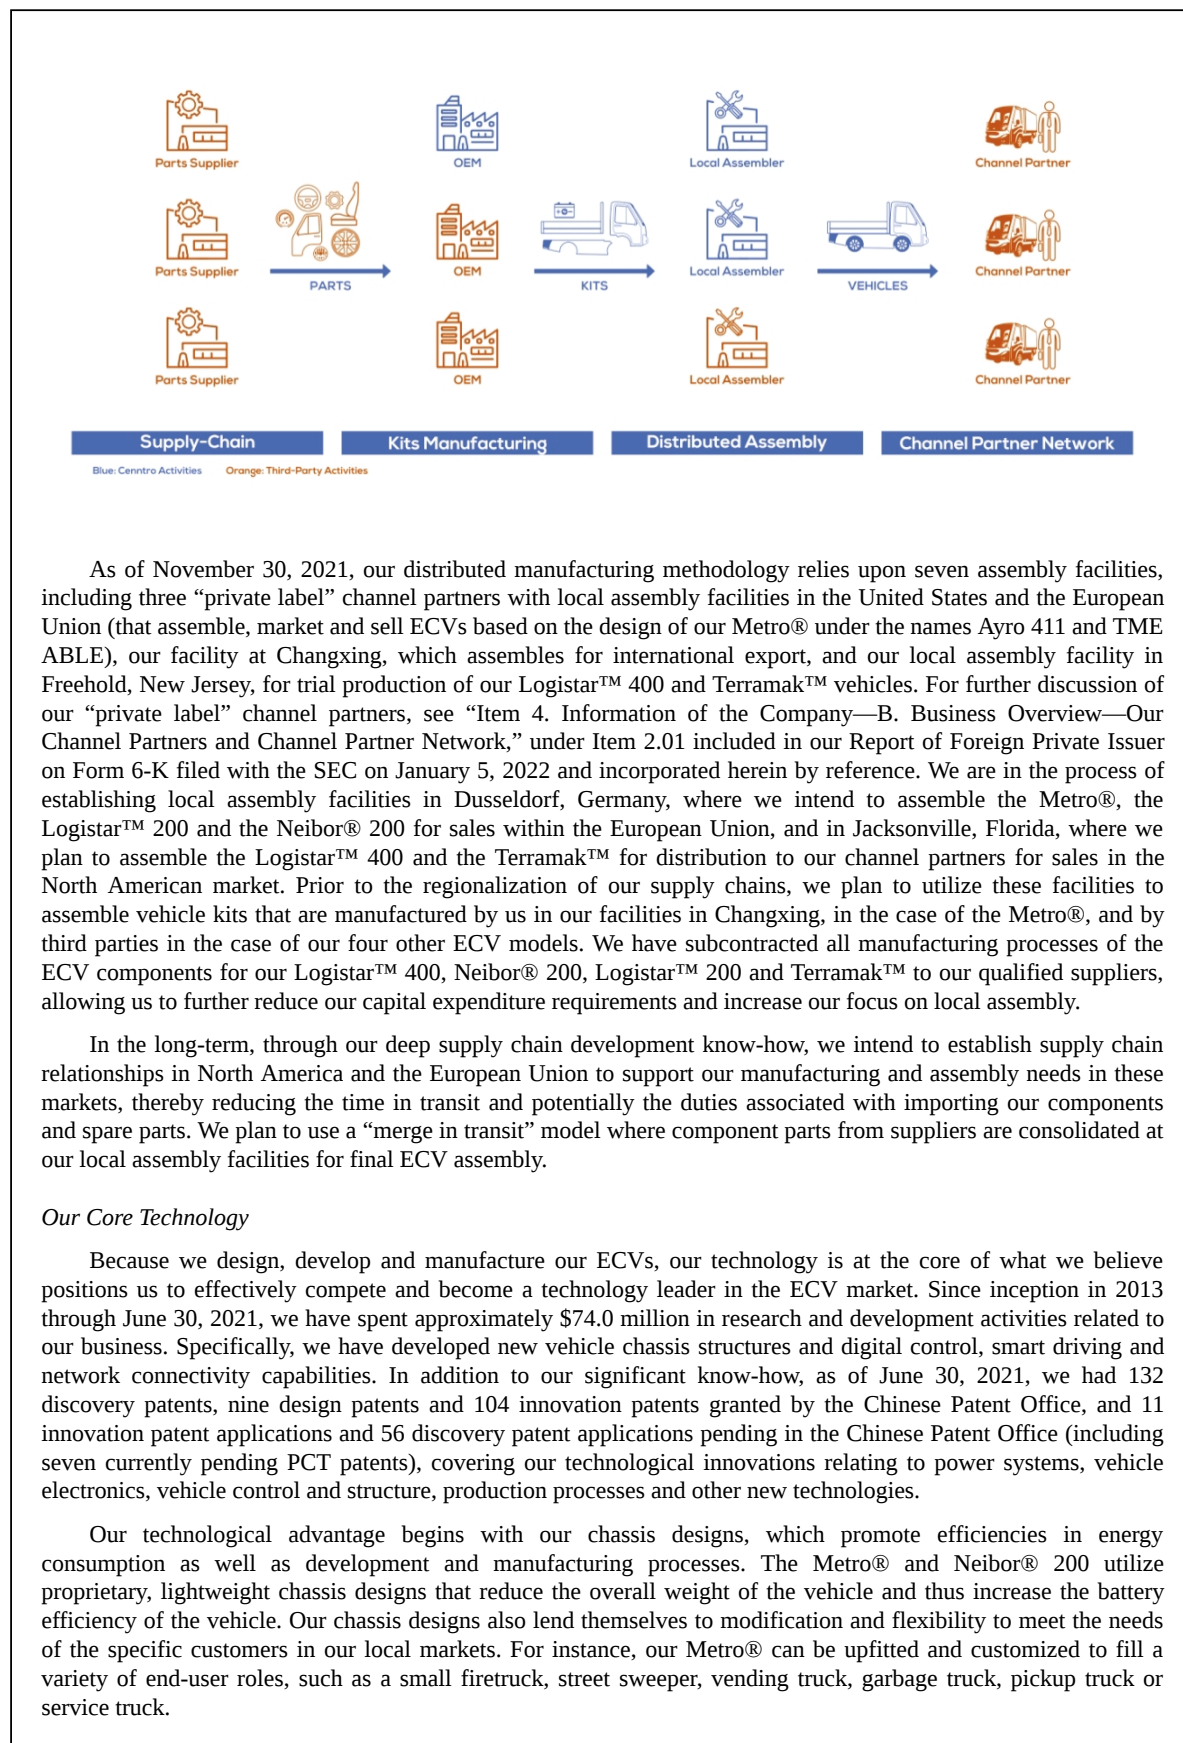 Parts Supplier OEM Local Assembler Channel Partner
Parts Supplier OEM Local Assembler Channel Partner
PARTS KITS VEHICLES
Parts Supplier OEM Local Assembler Channel Partner
Supply-Chain Kits Manufacturing Distributed Assembly Channel Partner Network
Blue: Cenntro Activities Orange: Third-Party Activities
As of November 30, 2021, our distributed manufacturing methodology relies upon seven assembly facilities,
including three “private label” channel partners with local assembly facilities in the United States and the European
Union (that assemble, market and sell ECVs based on the design of our Metro® under the names Ayro 411 and TME
ABLE), our facility at Changxing, which assembles for international export, and our local assembly facility in
Freehold, New Jersey, for trial production of our Logistar™ 400 and Terramak™ vehicles. For further discussion of
our “private label” channel partners, see “Item 4. Information of the Company—B. Business Overview—Our
Channel Partners and Channel Partner Network,” under Item 2.01 included in our Report of Foreign Private Issuer
on Form 6-K filed with the SEC on January 5, 2022 and incorporated herein by reference. We are in the process of
establishing local assembly facilities in Dusseldorf, Germany, where we intend to assemble the Metro®, the
Logistar™ 200 and the Neibor® 200 for sales within the European Union, and in Jacksonville, Florida, where we
plan to assemble the Logistar™ 400 and the Terramak™ for distribution to our channel partners for sales in the
North American market. Prior to the regionalization of our supply chains, we plan to utilize these facilities to
assemble vehicle kits that are manufactured by us in our facilities in Changxing, in the case of the Metro®, and by
third parties in the case of our four other ECV models. We have subcontracted all manufacturing processes of the
ECV components for our Logistar™ 400, Neibor® 200, Logistar™ 200 and Terramak™ to our qualified suppliers,
allowing us to further reduce our capital expenditure requirements and increase our focus on local assembly.
In the long-term, through our deep supply chain development know-how, we intend to establish supply chain
relationships in North America and the European Union to support our manufacturing and assembly needs in these
markets, thereby reducing the time in transit and potentially the duties associated with importing our components
and spare parts. We plan to use a “merge in transit” model where component parts from suppliers are consolidated at
our local assembly facilities for final ECV assembly.
Our Core Technology
Because we design, develop and manufacture our ECVs, our technology is at the core of what we believe
positions us to effectively compete and become a technology leader in the ECV market. Since inception in 2013
through June 30, 2021, we have spent approximately $74.0 million in research and development activities related to
our business. Specifically, we have developed new vehicle chassis structures and digital control, smart driving and
network connectivity capabilities. In addition to our significant know-how, as of June 30, 2021, we had 132
discovery patents, nine design patents and 104 innovation patents granted by the Chinese Patent Office, and 11
innovation patent applications and 56 discovery patent applications pending in the Chinese Patent Office (including
seven currently pending PCT patents), covering our technological innovations relating to power systems, vehicle
electronics, vehicle control and structure, production processes and other new technologies.
Our technological advantage begins with our chassis designs, which promote efficiencies in energy
consumption as well as development and manufacturing processes. The Metro® and Neibor® 200 utilize
proprietary, lightweight chassis designs that reduce the overall weight of the vehicle and thus increase the battery
efficiency of the vehicle. Our chassis designs also lend themselves to modification and flexibility to meet the needs
of the specific customers in our local markets. For instance, our Metro® can be upfitted and customized to fill a
variety of end-user roles, such as a small firetruck, street sweeper, vending truck, garbage truck, pickup truck or
service truck.